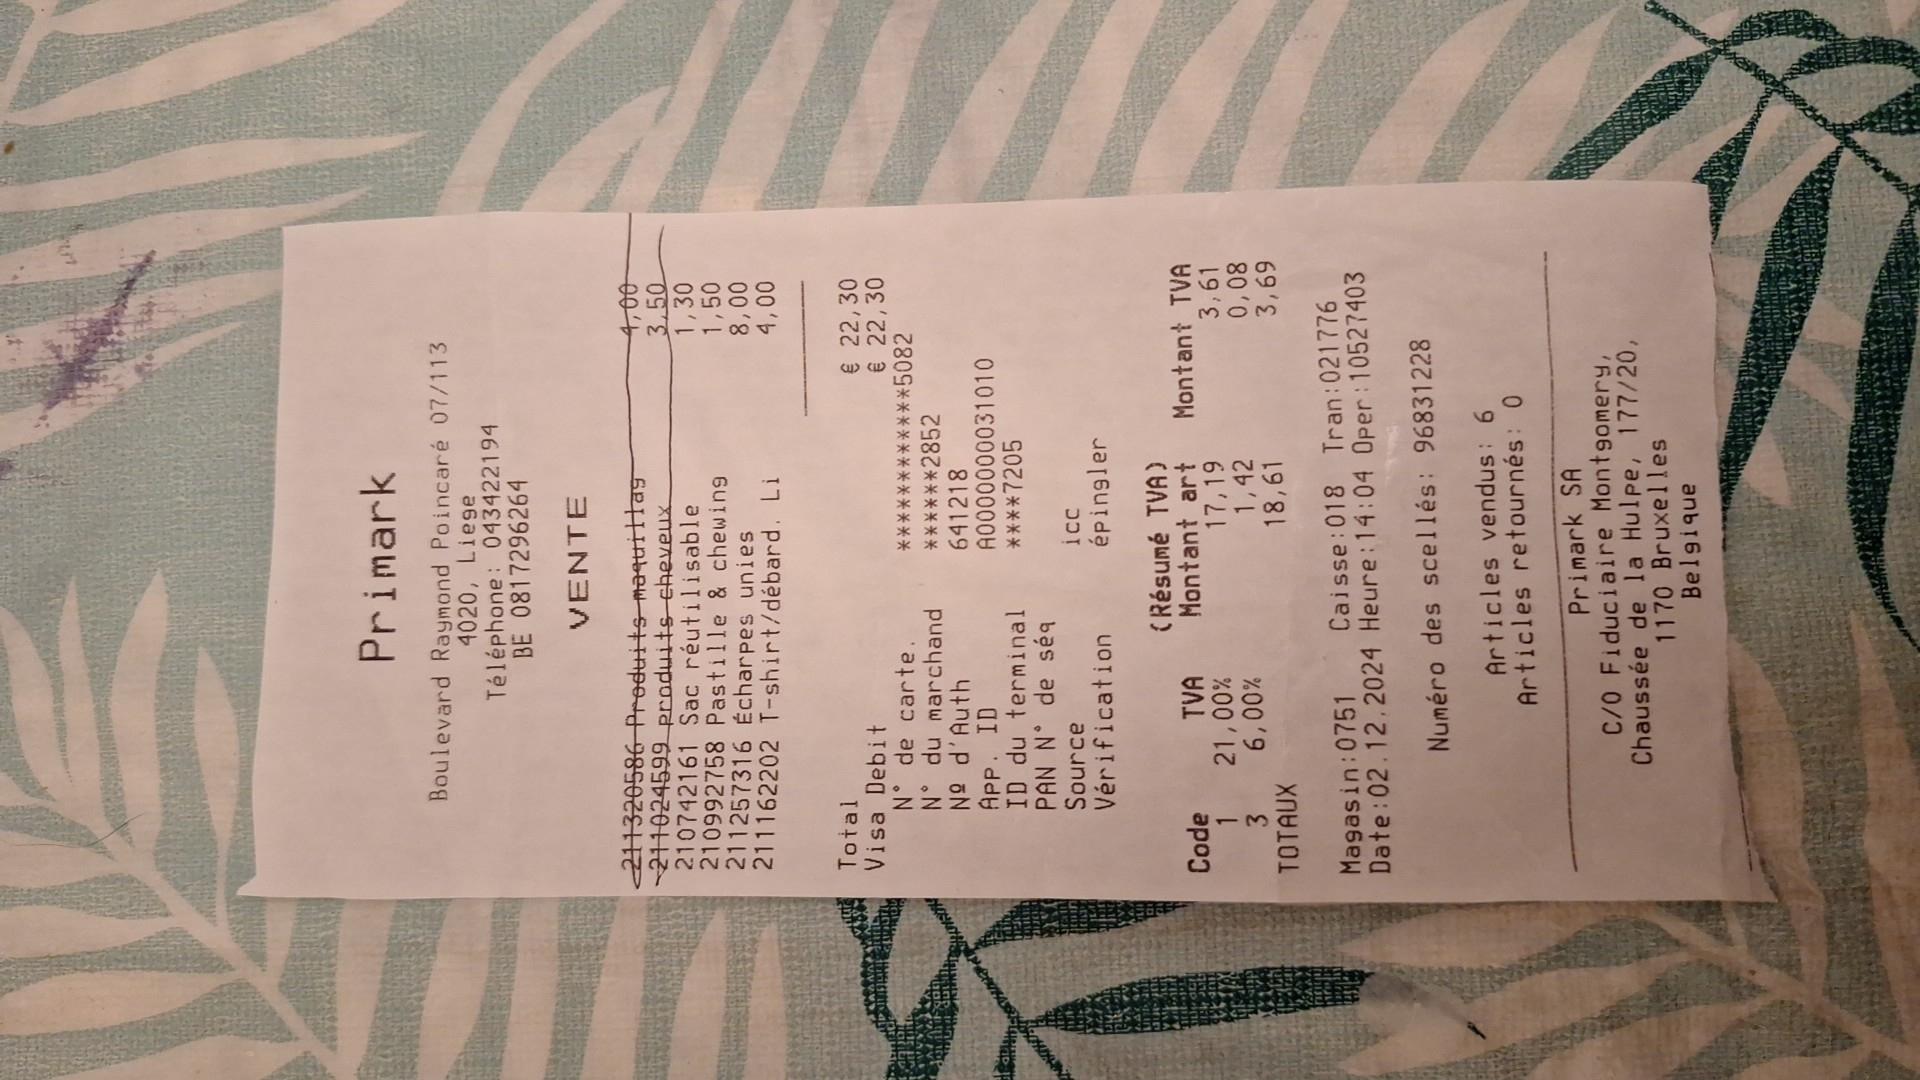 Primark
Boulevard Raymond Poincaré 07/113
4020, Liege
Téléphone: 043422194
BE 0817296264
VENTE
211320586 Produits maquillag 4,00
211024599 produits cheveux 3,50
210742161 Sac réutilisable 1,30
210992758 Pastille & chewing 1,50
211257316 Écharpes unies 8,00
211162202 T-shirt/débard. Li 4,00
Total € 22,30
Visa Debit € 22,30
N° de carte. ************5082
N° du marchand ******2852
Nº d'Auth 641218
App. ID A0000000031010
ID du terminal ****7205
PAN N° de séq
Source icc
Vérification épingler
(Résumé TVA)
Code TVA Montant art Montant TVA
1 21,00% 17,19 3,61
3 6,00% 1,42 0,08
TOTAUX 18,61 3,69
Magasin:0751 Caisse:018 Tran:021776
Date:02.12.2024 Heure:14:04 Oper:10527403
Numéro des scellés: 96831228
Articles vendus: 6
Articles retournés: 0
Primark SA
C/O Fiduciaire Montgomery,
Chaussée de la Hulpe, 177/20,
1170 Bruxelles
Belgique